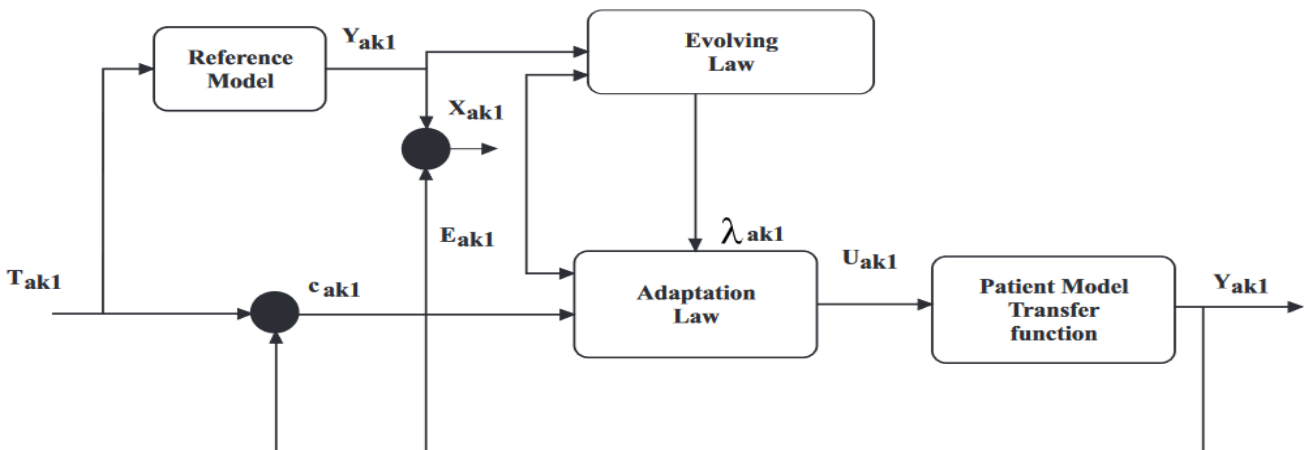 Yak1
Reference
Model
Evolving
Law
Xak1
Eak1
λak1
Tak1
cak1
Adaptation
Law
Uak1
Patient Model
Transfer
function
Yak1